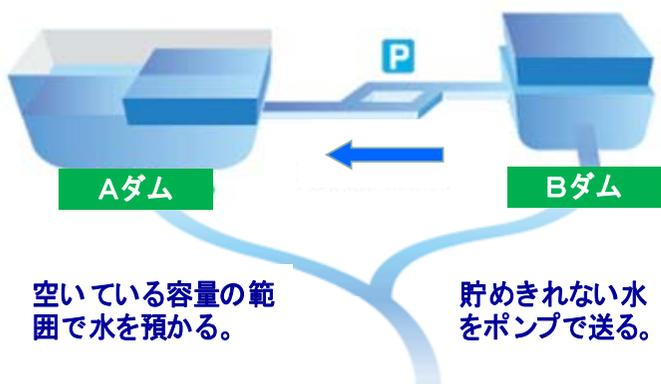 P
Aダム
Bダム
空いている容量の範
囲で水を預かる。
貯めきれない水
をポンプで送る。